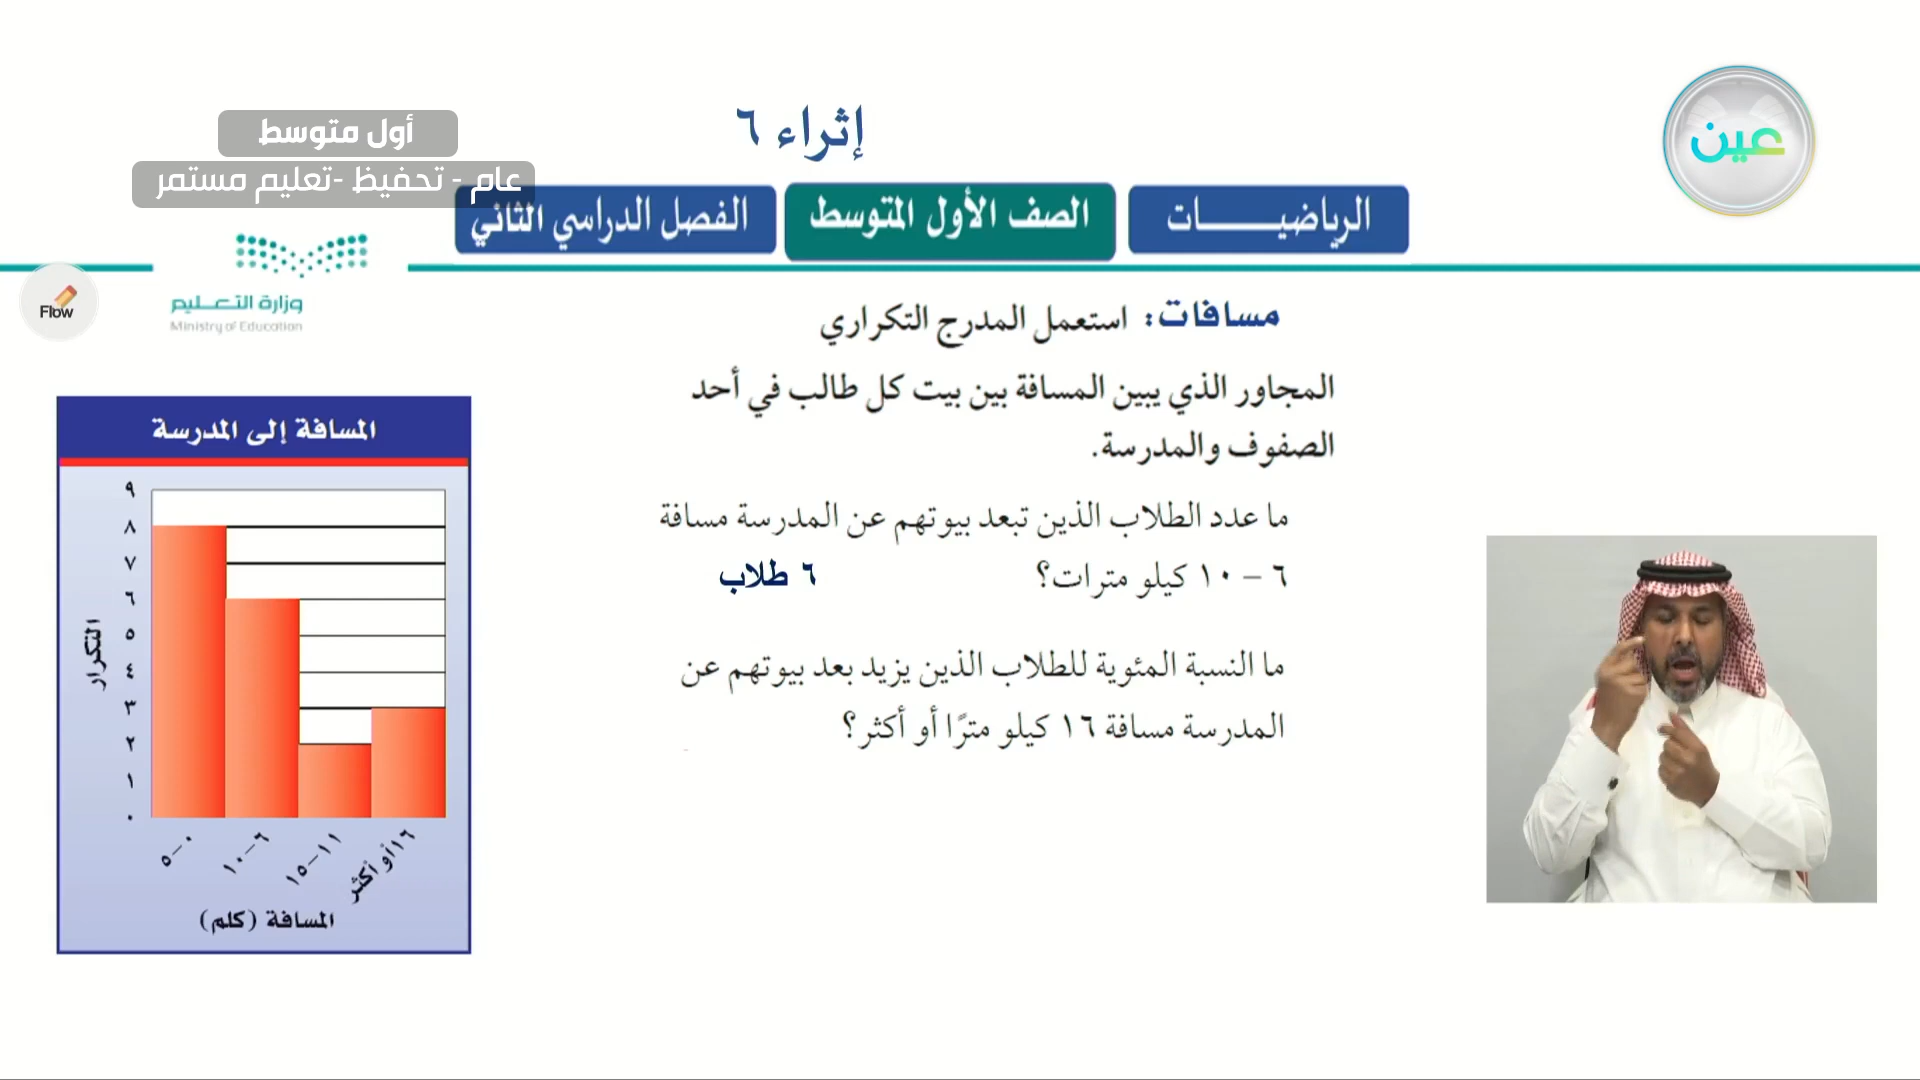 عين
إثراء ٦
أول متوسط
عام - تحفيظ -تعليم مستمر
الرياضيـــــــات
الصف الأول المتوسط
الفصل الدراسي الثاني
وزارة التعـــليم
Ministry of Education
Flow
مسافات: استعمل المدرج التكراري
المجاور الذي يبين المسافة بين بيت كل طالب في أحد
الصفوف والمدرسة.
ما عدد الطلاب الذين تبعد بيوتهم عن المدرسة مسافة
٦ – ١٠ كيلو مترات؟ ٦ طلاب
ما النسبة المئوية للطلاب الذين يزيد بعد بيوتهم عن
المدرسة مسافة ١٦ كيلو مترًا أو أكثر؟
المسافة إلى المدرسة
التكرار
٩
٨
٧
٦
٥
٤
٣
٢
١
٠
٠–٥
٦–١٠
١١–١٥
١٦ أو أكثر
المسافة (كلم)